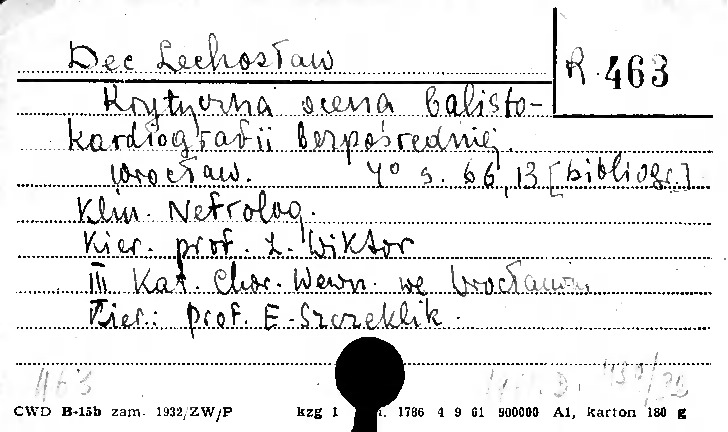 Dec Lechosław
R 463
Krytyczna ocena balisto-
kardiografii bezpośredniej.
Wrocław. 4° s. 66, 13 [bibliogr.]
Klin. Nefrolog.
Kier. prof. Z. Wiktor
III Kat. Chor. Wewn. we Wrocławiu
Kier.: Prof. E. Szczeklik.
463
CWD B-15b zam. 1932/ZW/P kzg 1 1786 4 9 61 900000 A1, karton 180 g